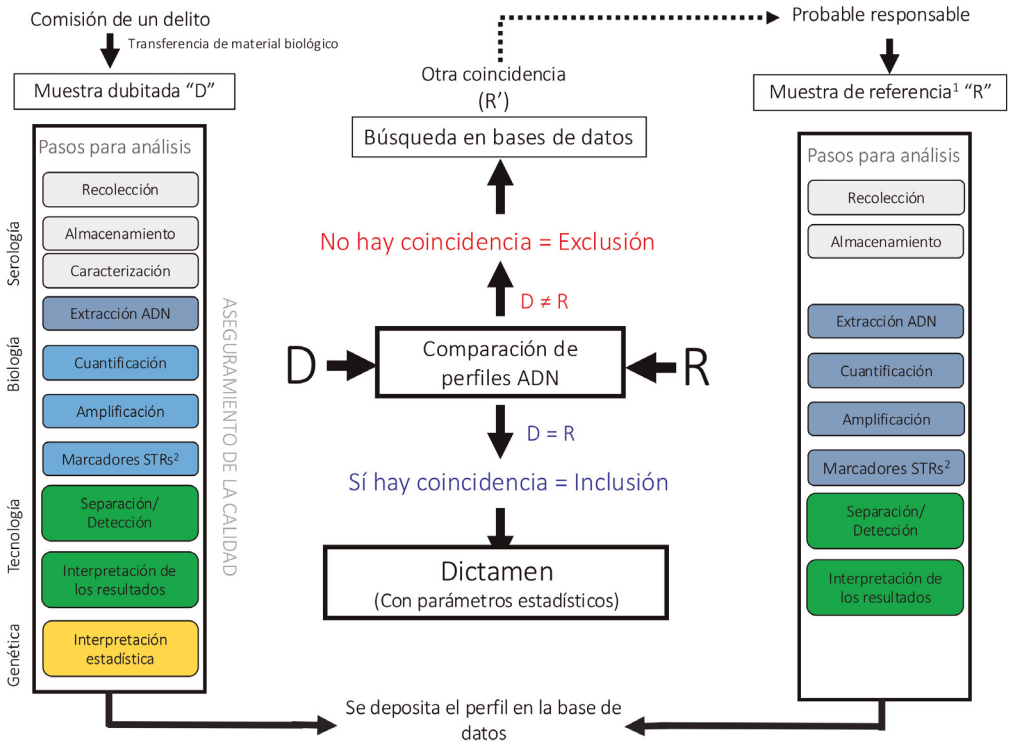 Comisión de un delito
Transferencia de material biológico
Muestra dubitada “D”
Pasos para análisis
Recolección
Almacenamiento
Caracterización
Extracción ADN
Cuantificación
Amplificación
Marcadores STRs²
Separación/
Detección
Interpretación de
los resultados
Interpretación
estadística
Serología
Biología
Tecnología
Genética
ASEGURAMIENTO DE LA CALIDAD
Otra coincidencia
(R’)
Búsqueda en bases de datos
No hay coincidencia = Exclusión
D ≠ R
D
Comparación de
perfiles ADN
R
D = R
Sí hay coincidencia = Inclusión
Dictamen
(Con parámetros estadísticos)
Probable responsable
Muestra de referencia¹ “R”
Pasos para análisis
Recolección
Almacenamiento
Extracción ADN
Cuantificación
Amplificación
Marcadores STRs²
Separación/
Detección
Interpretación de
los resultados
Se deposita el perfil en la base de
datos